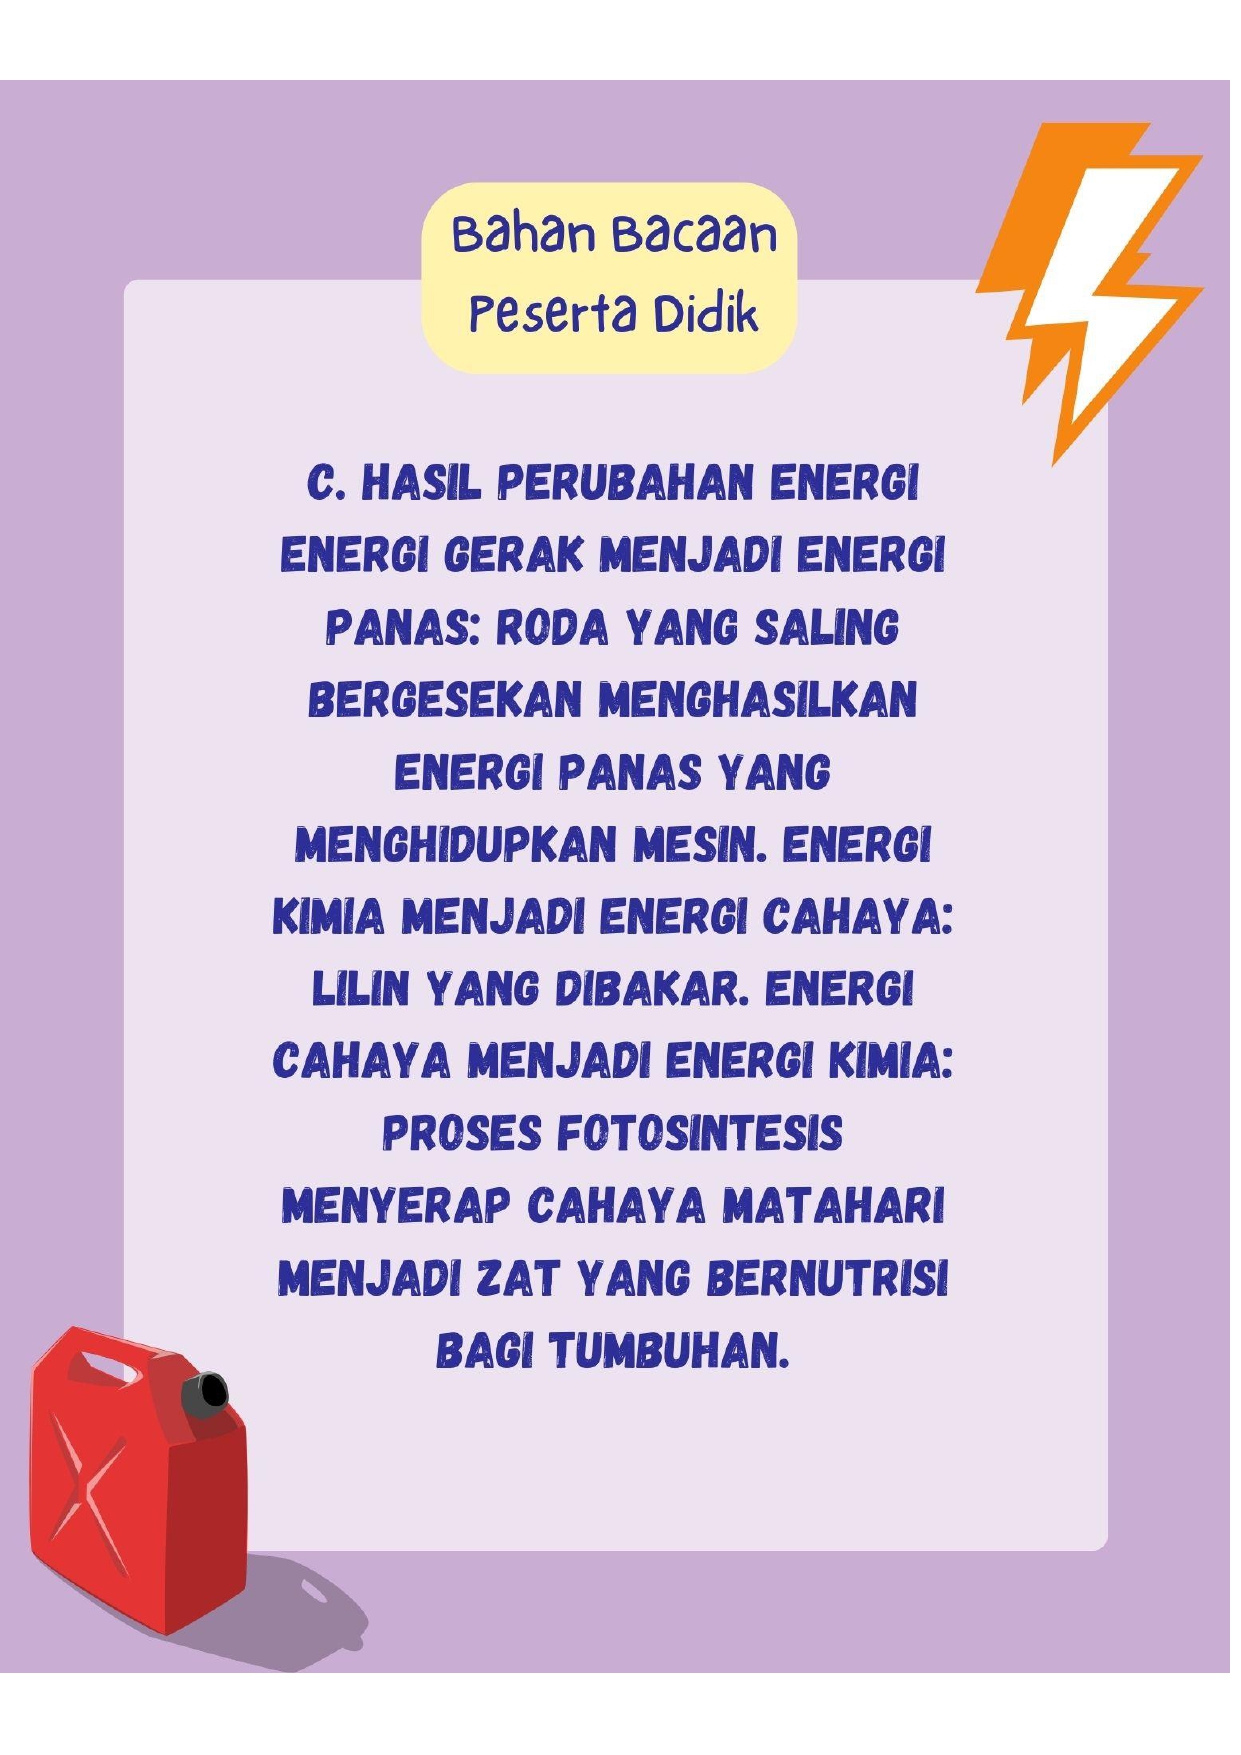 Bahan Bacaan
Peserta Didik
C. HASIL PERUBAHAN ENERGI
ENERGI GERAK MENJADI ENERGI
PANAS: RODA YANG SALING
BERGESEKAN MENGHASILKAN
ENERGI PANAS YANG
MENGHIDUPKAN MESIN. ENERGI
KIMIA MENJADI ENERGI CAHAYA:
LILIN YANG DIBAKAR. ENERGI
CAHAYA MENJADI ENERGI KIMIA:
PROSES FOTOSINTESIS
MENYERAP CAHAYA MATAHARI
MENJADI ZAT YANG BERNUTRISI
BAGI TUMBUHAN.